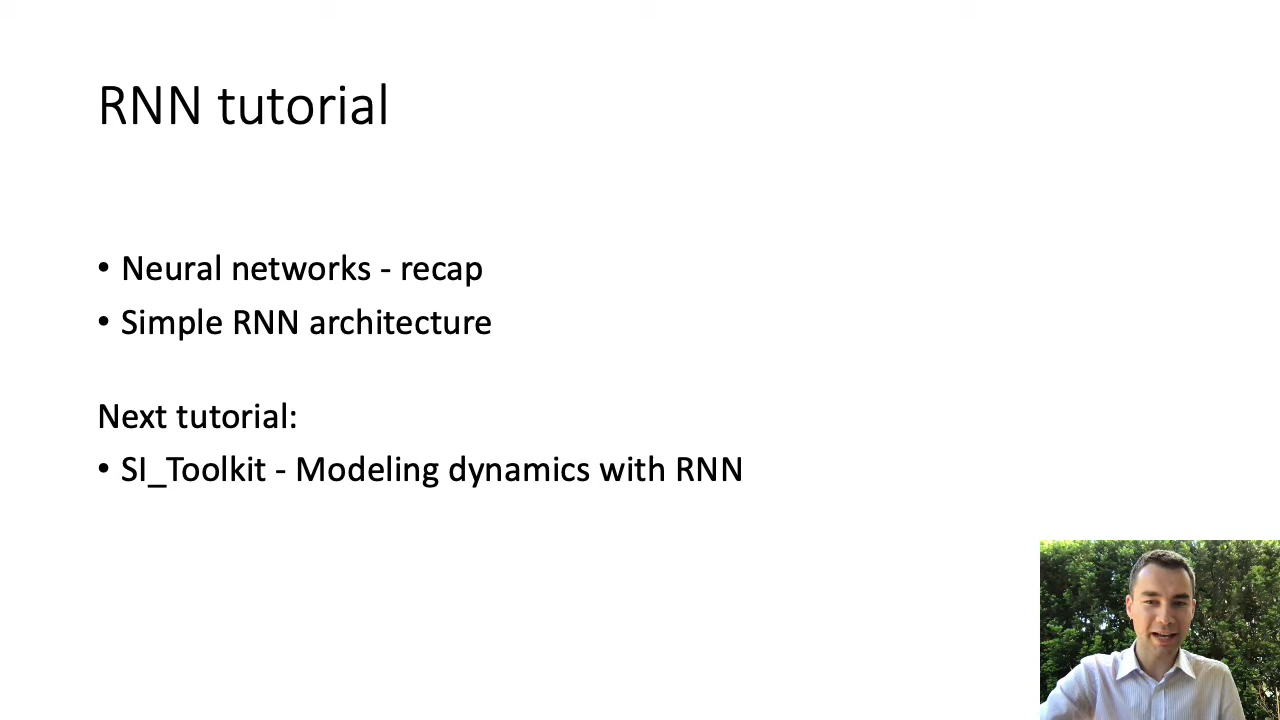 RNN tutorial
• Neural networks - recap
• Simple RNN architecture
Next tutorial:
• SI_Toolkit - Modeling dynamics with RNN